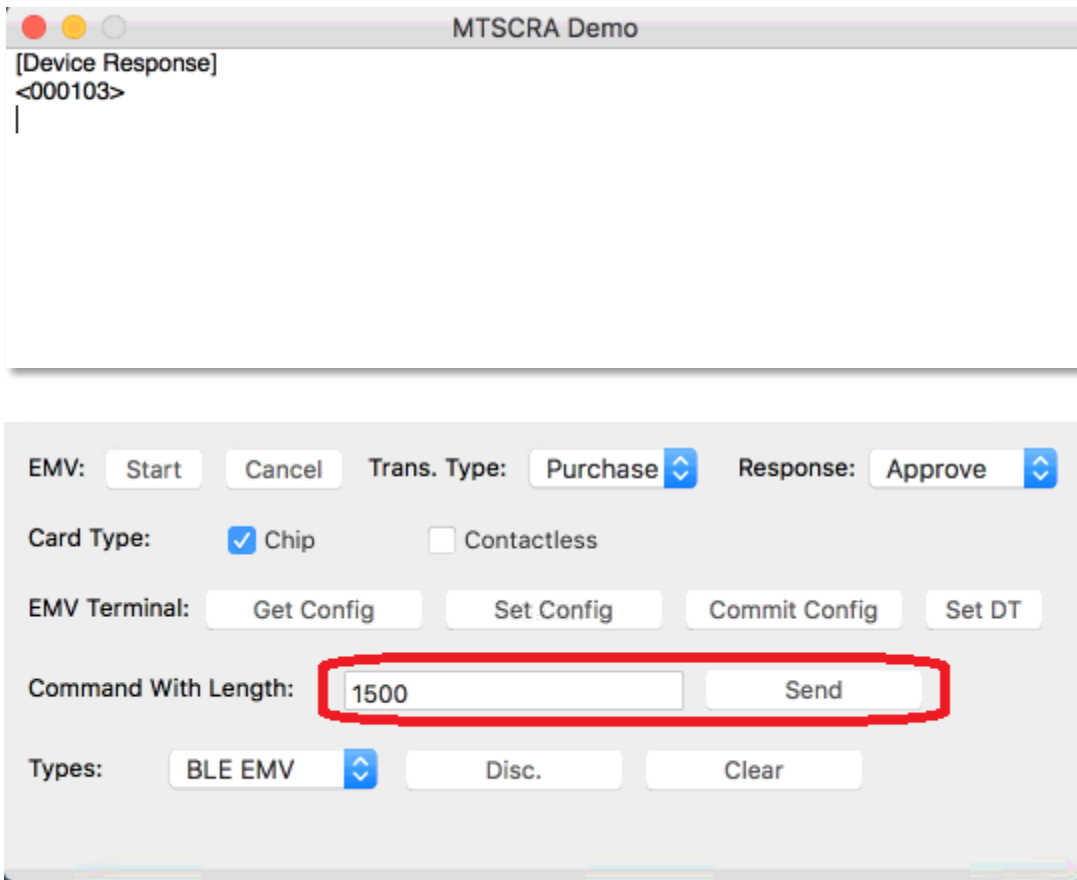 MTSCRA Demo
[Device Response]
<000103>
EMV: Start Cancel Trans. Type: Purchase Response: Approve
Card Type: Chip Contactless
EMV Terminal: Get Config Set Config Commit Config Set DT
Command With Length: 1500 Send
Types: BLE EMV Disc. Clear